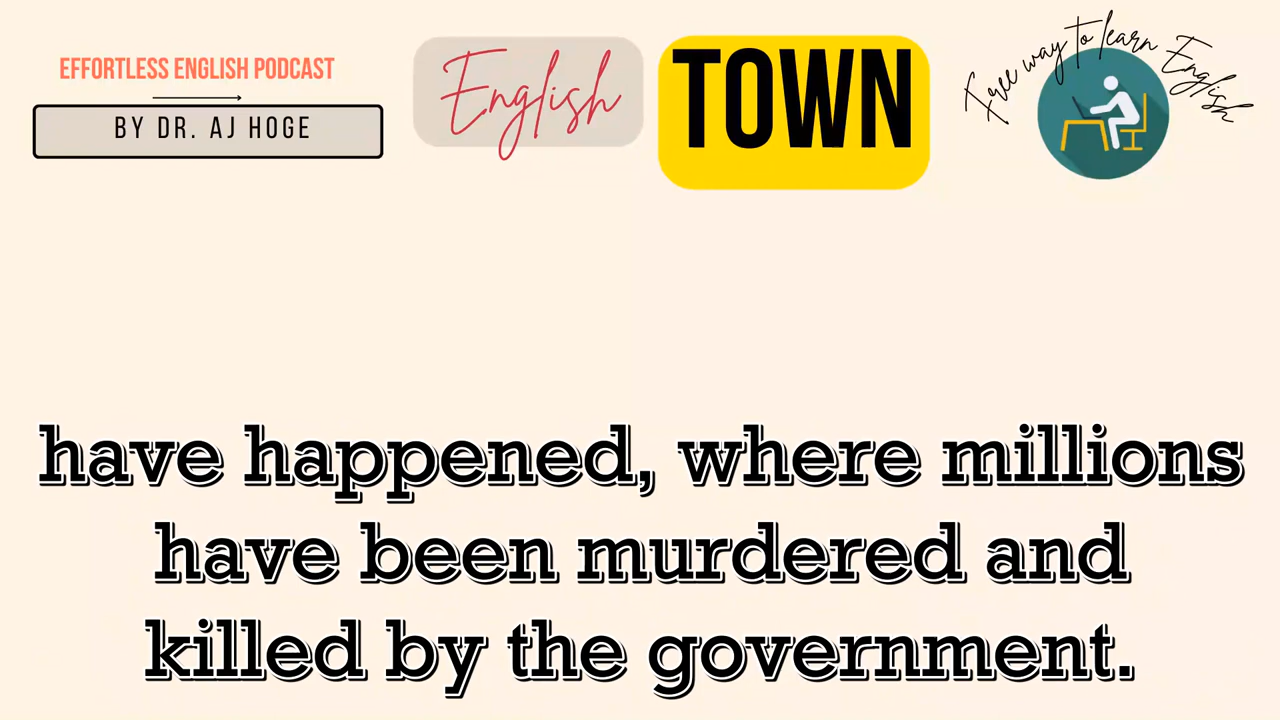 EFFORTLESS ENGLISH PODCAST
BY DR. AJ HOGE
English
TOWN
Free way to learn English
have happened, where millions
have been murdered and
killed by the government.